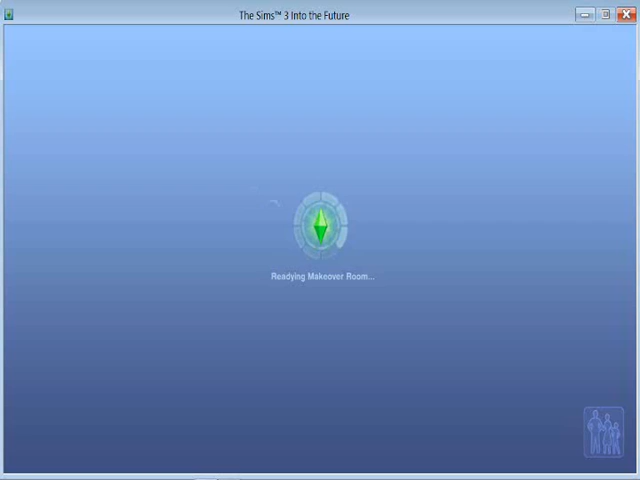 The Sims™ 3 Into the Future
Readying Makeover Room...